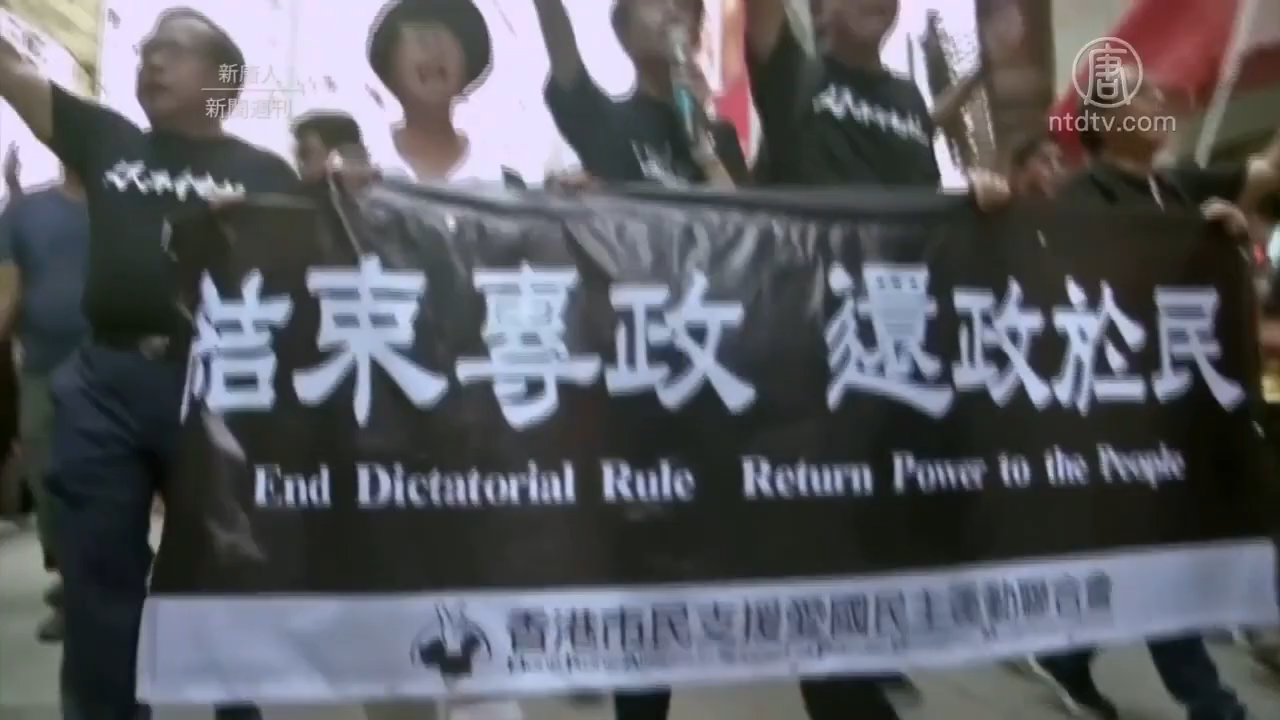 新唐人
新聞週刊
唐
ntdtv.com
結束專政 還政於民
End Dictatorial Rule Return Power to the People
香港市民支援愛國民主運動聯合會